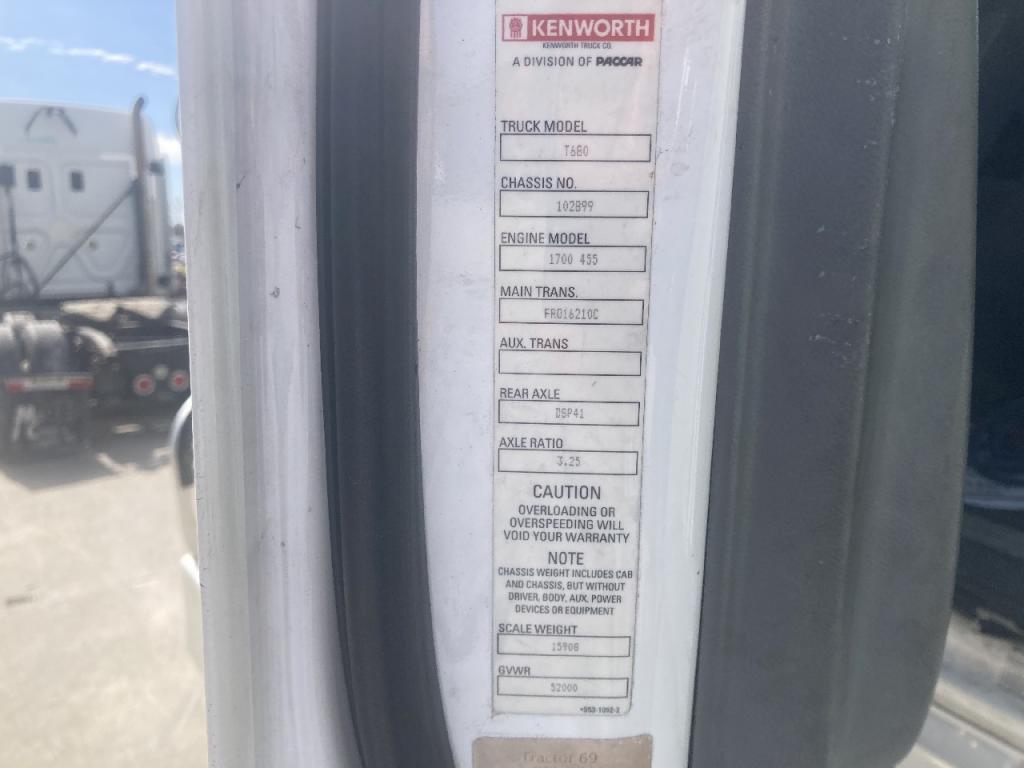 KENWORTH
KENWORTH TRUCK CO.
A DIVISION OF PACCAR
TRUCK MODEL
T680
CHASSIS NO.
102899
ENGINE MODEL
1700 455
MAIN TRANS.
FRO16210C
AUX. TRANS
REAR AXLE
DSP41
AXLE RATIO
3.25
CAUTION
OVERLOADING OR
OVERSPEEDING WILL
VOID YOUR WARRANTY
NOTE
CHASSIS WEIGHT INCLUDES CAB
AND CHASSIS, BUT WITHOUT
DRIVER, BODY, AUX, POWER
DEVICES OR EQUIPMENT
SCALE WEIGHT
15908
GVWR
52000
Tractor 69